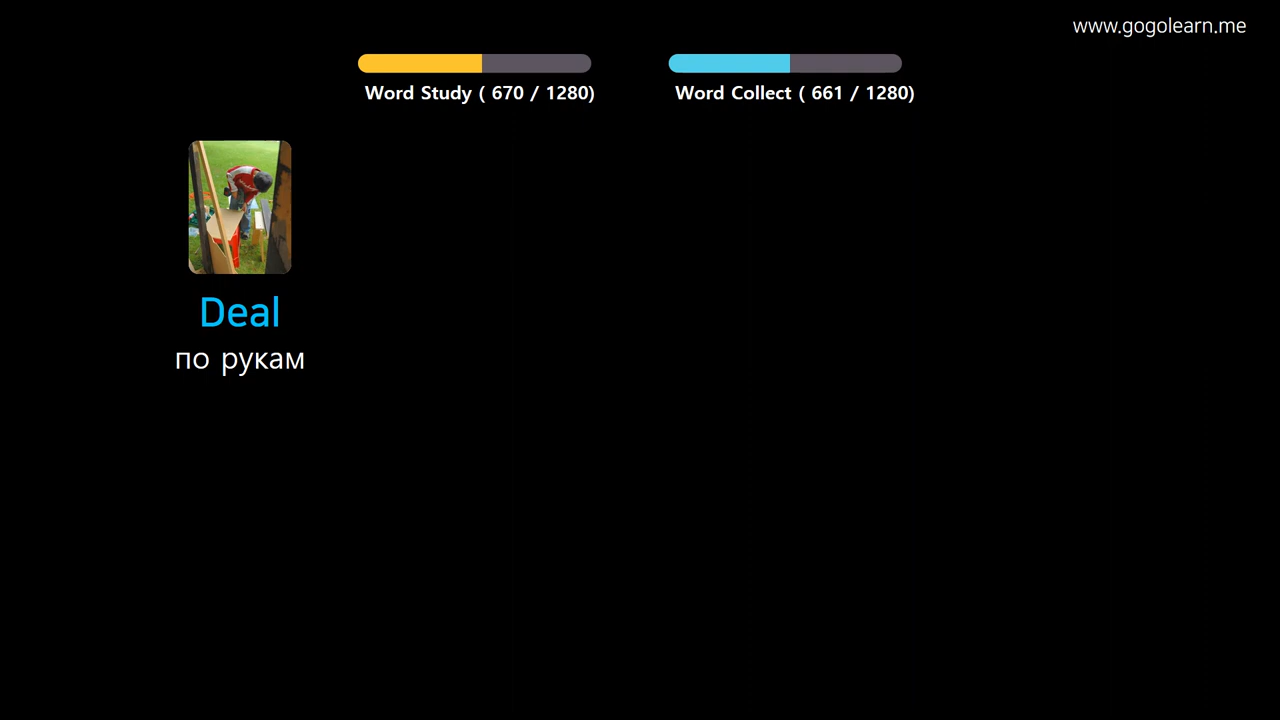 www.gogolearn.me
Word Study ( 670 / 1280)
Word Collect ( 661 / 1280)
Deal
по рукам